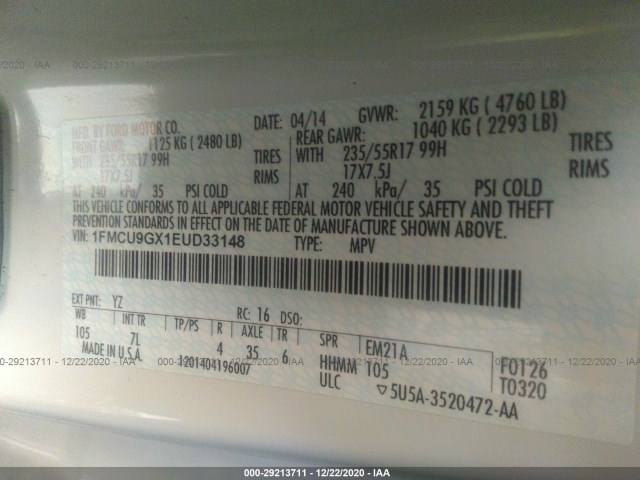 000-29213711 - 12/22/2020 - IAA
MFD. BY FORD MOTOR CO. DATE: 04/14 GVWR: 2159 KG ( 4760 LB)
FRONT GAWR: 1125 KG ( 2480 LB) REAR GAWR: 1040 KG ( 2293 LB)
WITH 235/55R17 99H TIRES WITH 235/55R17 99H TIRES
17X7.5J RIMS 17X7.5J RIMS
AT 240 kPa/ 35 PSI COLD AT 240 kPa/ 35 PSI COLD
THIS VEHICLE CONFORMS TO ALL APPLICABLE FEDERAL MOTOR VEHICLE SAFETY AND THEFT
PREVENTION STANDARDS IN EFFECT ON THE DATE OF MANUFACTURE SHOWN ABOVE.
VIN: 1FMCU9GX1EUD33148 TYPE: MPV
EXT PNT: YZ RC: 16 DSO:
WB INT TR TP/PS R AXLE TR SPR EM21A F0126
105 7L 4 35 6 HHMM 105 T0320
MADE IN U.S.A. 1201404196007 ULC ▽5U5A-3520472-AA
000-29213711 - 12/22/2020 - IAA
000-29213711 - 12/22/2020 - IAA